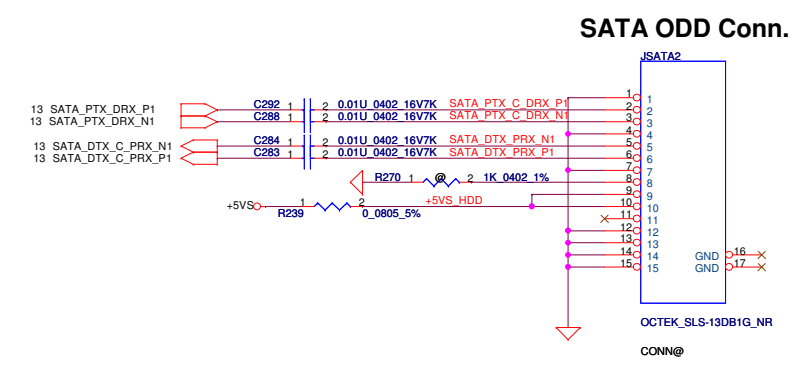 SATA ODD Conn.
JSATA2
13 SATA_PTX_DRX_P1 C292 1 2 0.01U_0402_16V7K SATA_PTX_C_DRX_P1 1 1
13 SATA_PTX_DRX_N1 C288 1 2 0.01U_0402_16V7K SATA_PTX_C_DRX_N1 2 2
3 3
4 4
13 SATA_DTX_C_PRX_N1 C284 1 2 0.01U_0402_16V7K SATA_DTX_PRX_N1 5 5
13 SATA_DTX_C_PRX_P1 C283 1 2 0.01U_0402_16V7K SATA_DTX_PRX_P1 6 6
7 7
R270 1 @ 2 1K_0402_1% 8 8
9 9
+5VS R239 1 2 0_0805_5% +5VS_HDD 10 10
11 11
12 12
13 13
14 14 GND 16
15 15 GND 17
OCTEK_SLS-13DB1G_NR
CONN@